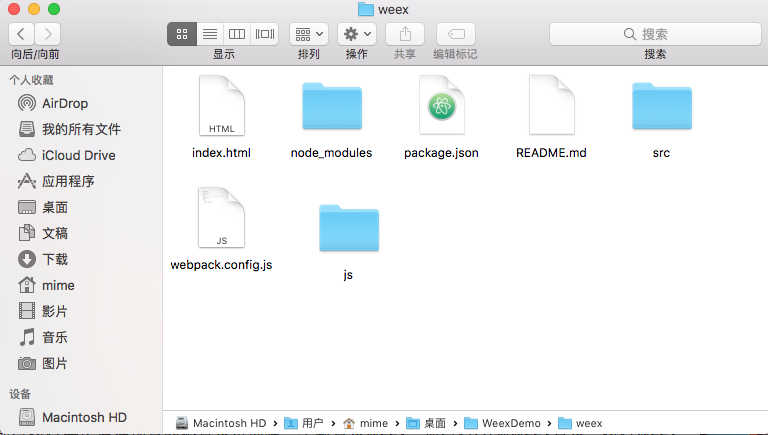 weex
向后/向前
显示
排列
操作
共享
编辑标记
搜索
搜索
个人收藏
AirDrop
我的所有文件
iCloud Drive
应用程序
桌面
文稿
下载
mime
影片
音乐
图片
设备
Macintosh HD
HTML
index.html
node_modules
package.json
README.md
src
JS
webpack.config.js
js
Macintosh HD › 用户 › mime › 桌面 › WeexDemo › weex